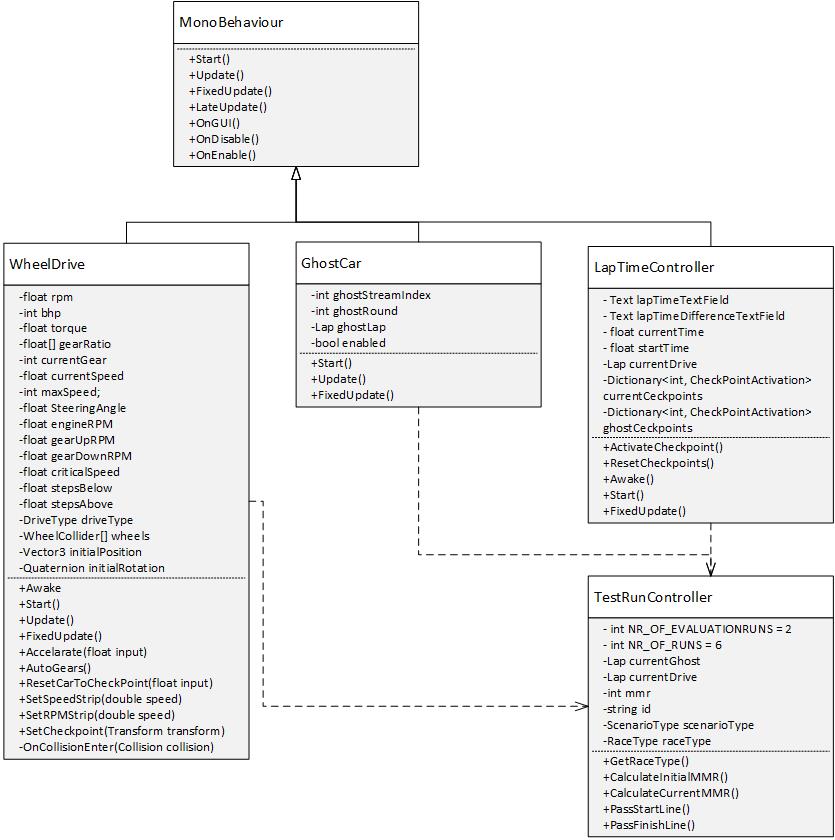 MonoBehaviour
+Start()
+Update()
+FixedUpdate()
+LateUpdate()
+OnGUI()
+OnDisable()
+OnEnable()
WheelDrive
-float rpm
-int bhp
-float torque
-float[] gearRatio
-int currentGear
-float currentSpeed
-int maxSpeed;
-float SteeringAngle
-float engineRPM
-float gearUpRPM
-float gearDownRPM
-float criticalSpeed
-float stepsBelow
-float stepsAbove
-DriveType driveType
-WheelCollider[] wheels
-Vector3 initialPosition
-Quaternion initialRotation
+Awake
+Start()
+Update()
+FixedUpdate()
+Accelarate(float input)
+AutoGears()
+ResetCarToCheckPoint(float input)
+SetSpeedStrip(double speed)
+SetRPMStrip(double speed)
+SetCheckpoint(Transform transform)
-OnCollisionEnter(Collision collision)
GhostCar
-int ghostStreamIndex
-int ghostRound
-Lap ghostLap
-bool enabled
+Start()
+Update()
+FixedUpdate()
LapTimeController
- Text lapTimeTextField
- Text lapTimeDifferenceTextField
- float currentTime
- float startTime
-Lap currentDrive
-Dictionary<int, CheckPointActivation>
currentCeckpoints
-Dictionary<int, CheckPointActivation>
ghostCeckpoints
+ActivateCheckpoint()
+ResetCheckpoints()
+Awake()
+Start()
+FixedUpdate()
TestRunController
- int NR_OF_EVALUATIONRUNS = 2
- int NR_OF_RUNS = 6
-Lap currentGhost
-Lap currentDrive
-int mmr
-string id
-ScenarioType scenarioType
-RaceType raceType
+GetRaceType()
+CalculateInitialMMR()
+CalculateCurrentMMR()
+PassStartLine()
+PassFinishLine()